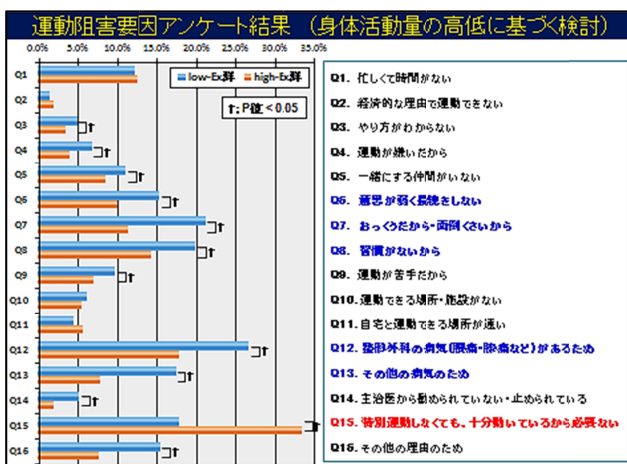 運動阻害要因アンケート結果 (身体活動量の高低に基づく検討)
0.0% 5.0% 10.0% 15.0% 20.0% 25.0% 30.0% 35.0%
low-Ex群 high-Ex群
†; P値<0.05
Q1
Q2
Q3 †
Q4 †
Q5 †
Q6 †
Q7 †
Q8 †
Q9 †
Q10
Q11
Q12 †
Q13 †
Q14 †
Q15 †
Q16 †
Q1. 忙しくて時間がない
Q2. 経済的な理由で運動できない
Q3. やり方がわからない
Q4. 運動が嫌いだから
Q5. 一緒にする仲間がいない
Q6. 意思が弱く長続きしない
Q7. おっくうだから・面倒くさいから
Q8. 習慣がないから
Q9. 運動が苦手だから
Q10. 運動できる場所・施設がない
Q11. 自宅と運動できる場所が遠い
Q12. 整形外科の病気(腰痛・膝痛など)があるため
Q13. その他の病気のため
Q14. 主治医から勧められていない・止められている
Q15. 特別運動しなくても、十分動いているから必要ない
Q16. その他の理由のため